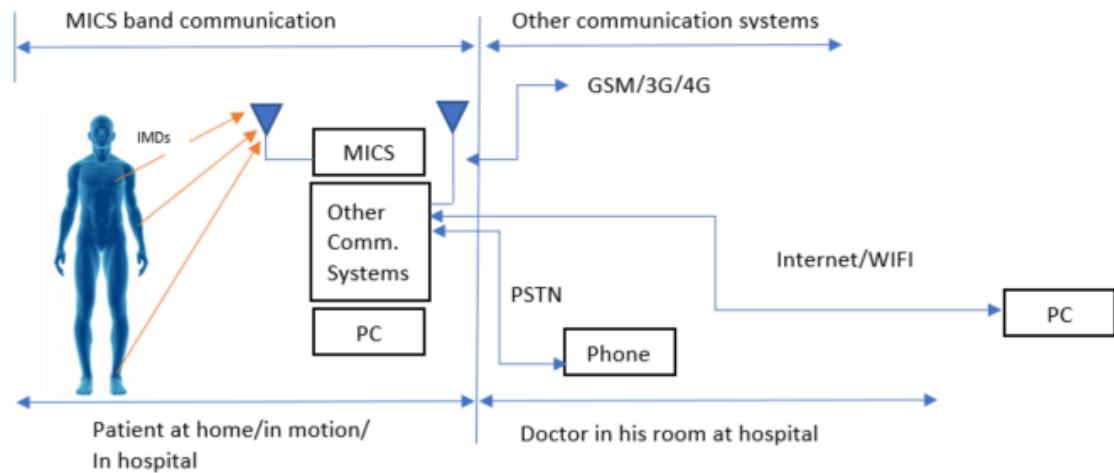 MICS band communication
Other communication systems
GSM/3G/4G
IMDs
MICS
Other
Comm.
Systems
Internet/WIFI
PSTN
PC
PC
Phone
Patient at home/in motion/
In hospital
Doctor in his room at hospital